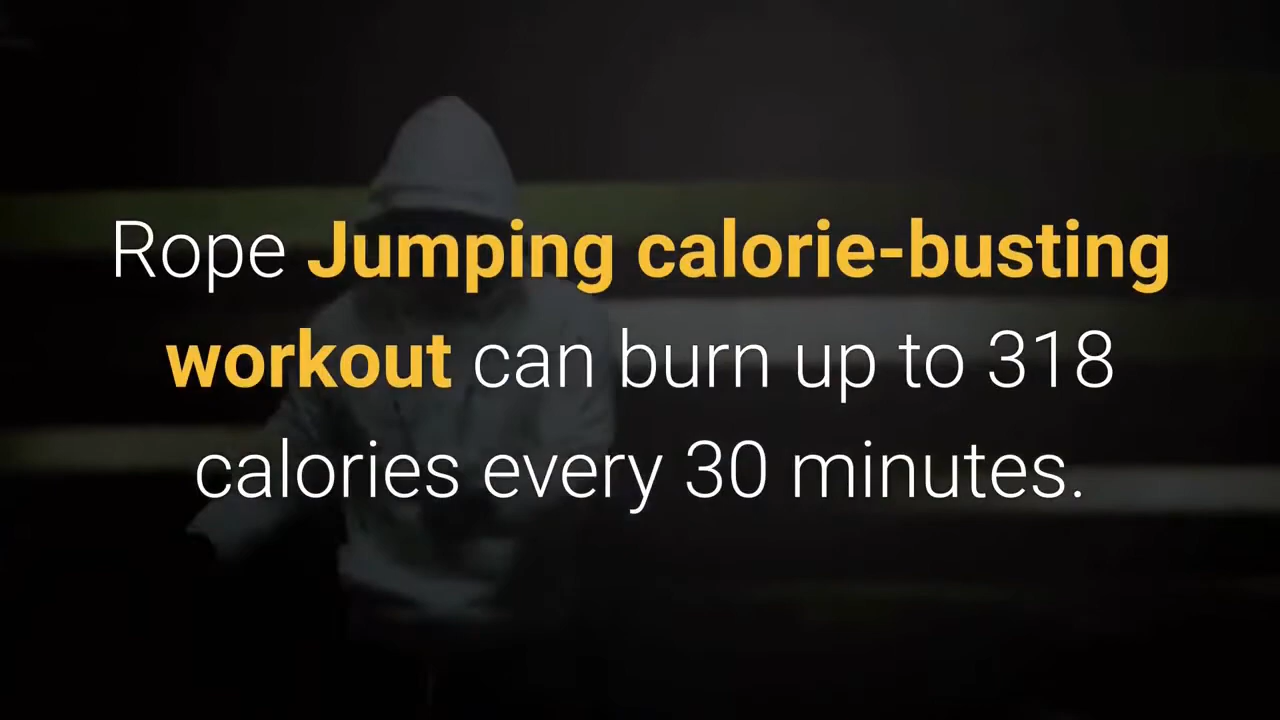 Rope Jumping calorie-busting
workout can burn up to 318
calories every 30 minutes.